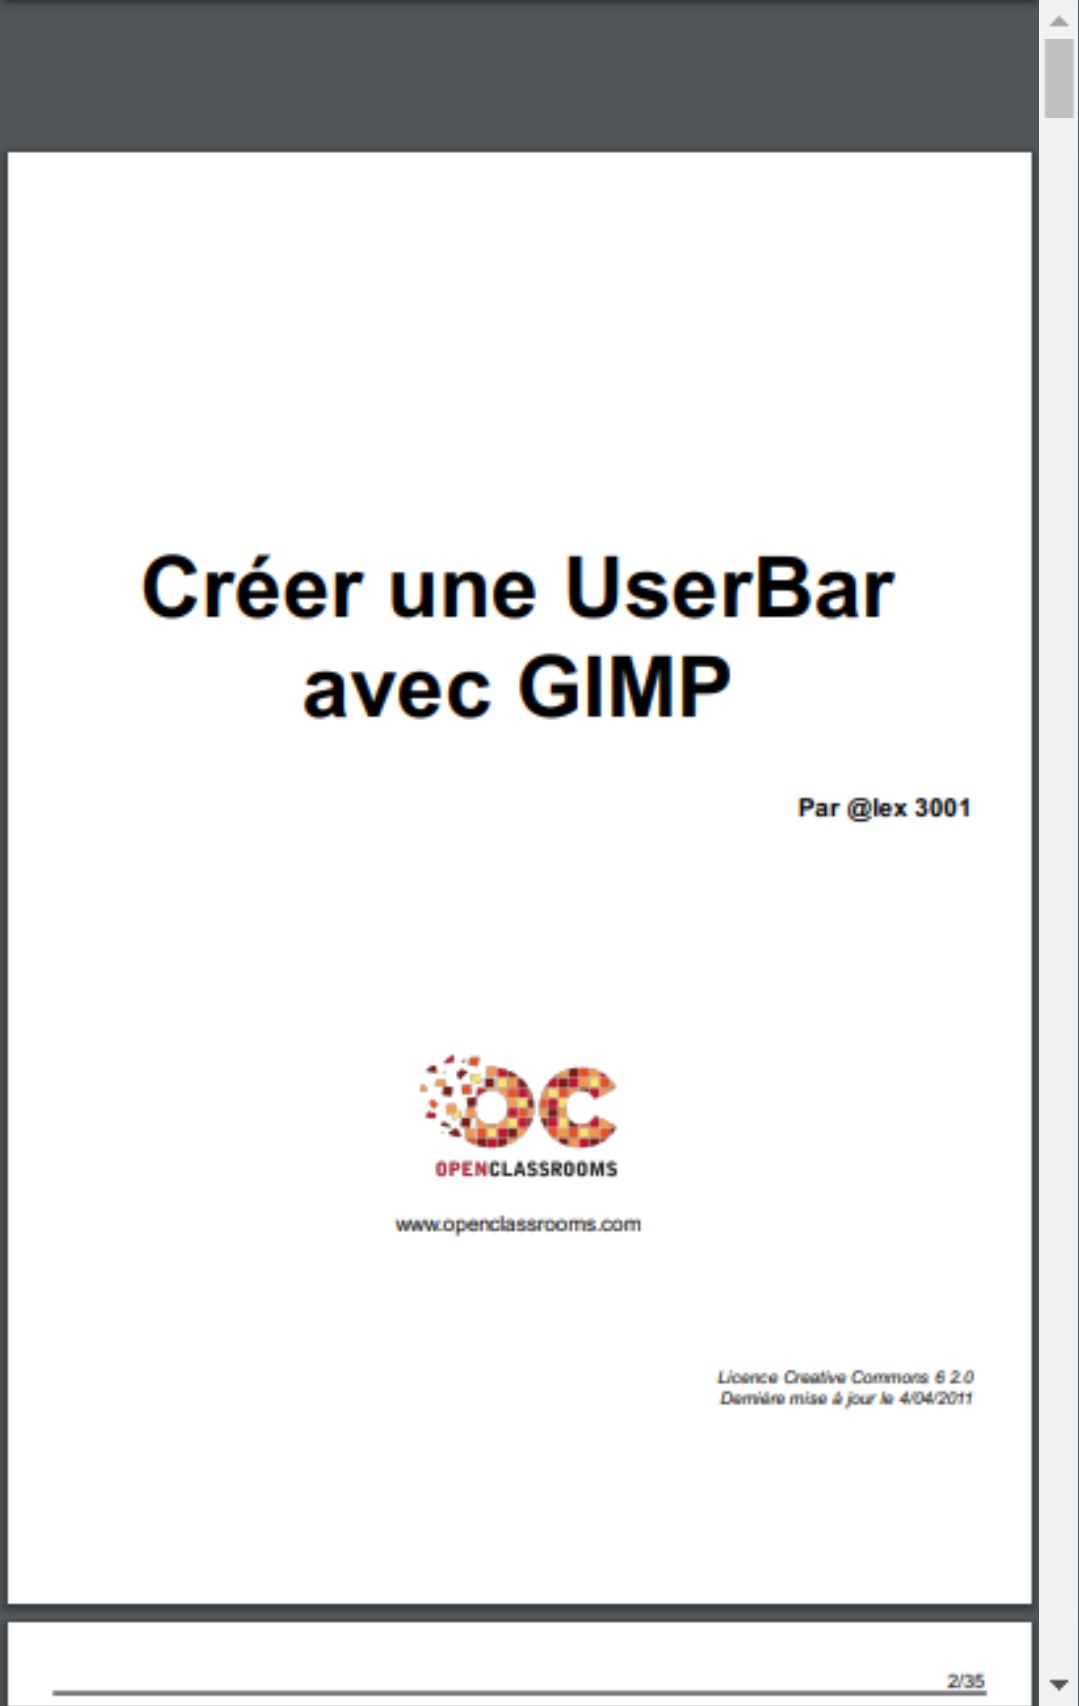 Créer une UserBar
avec GIMP
Par @lex 3001
OPENCLASSROOMS
www.openclassrooms.com
Licence Creative Commons 6 2.0
Dernière mise à jour le 4/04/2011
2/35